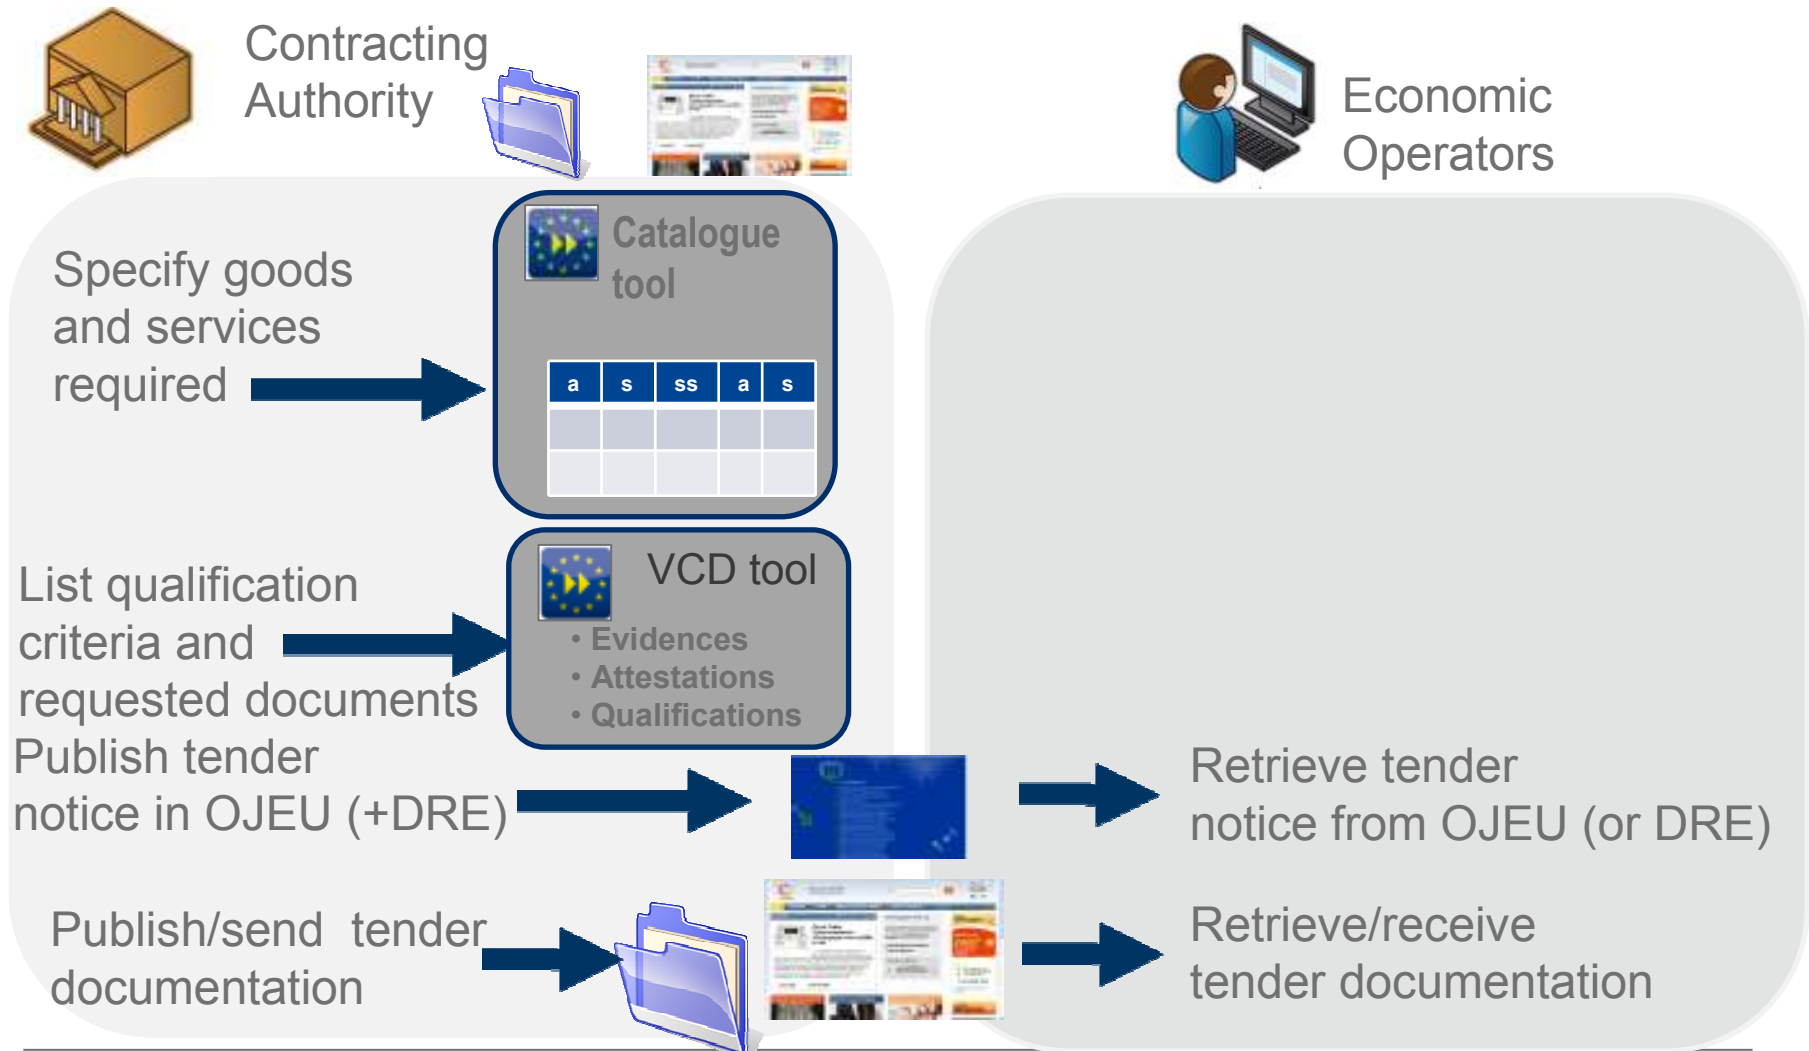 Contracting
Authority
Economic
Operators
Specify goods
and services
required
Catalogue
tool
a s ss a s
List qualification
criteria and
requested documents
VCD tool
• Evidences
• Attestations
• Qualifications
Publish tender
notice in OJEU (+DRE)
Retrieve tender
notice from OJEU (or DRE)
Publish/send tender
documentation
Retrieve/receive
tender documentation